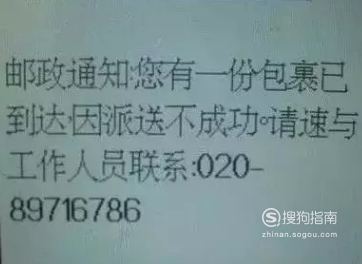 邮政通知:您有一份包裹已
到达·因派送不成功·请速与
工作人员联系:020-
89716786
搜狗指南
zhinan.sogou.com